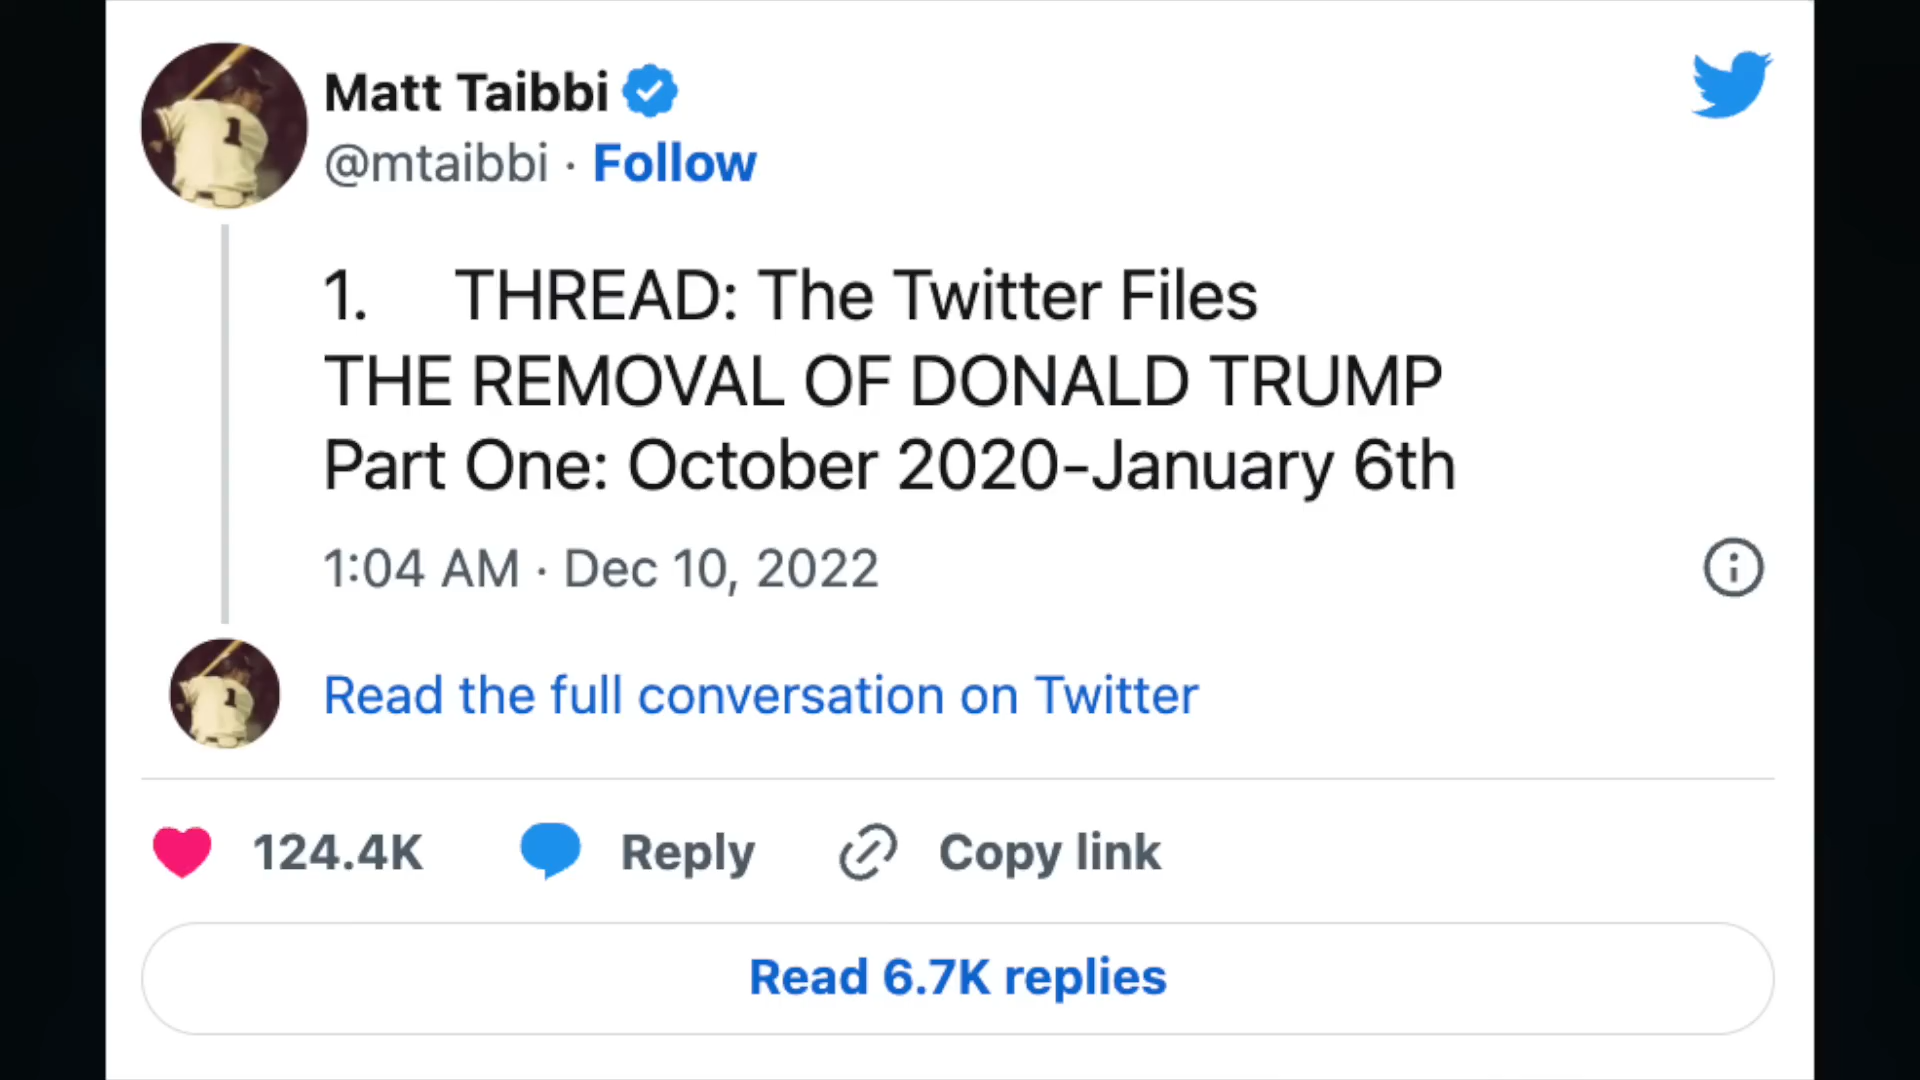 Matt Taibbi
@mtaibbi · Follow
1. THREAD: The Twitter Files
THE REMOVAL OF DONALD TRUMP
Part One: October 2020-January 6th
1:04 AM · Dec 10, 2022
Read the full conversation on Twitter
124.4K Reply Copy link
Read 6.7K replies